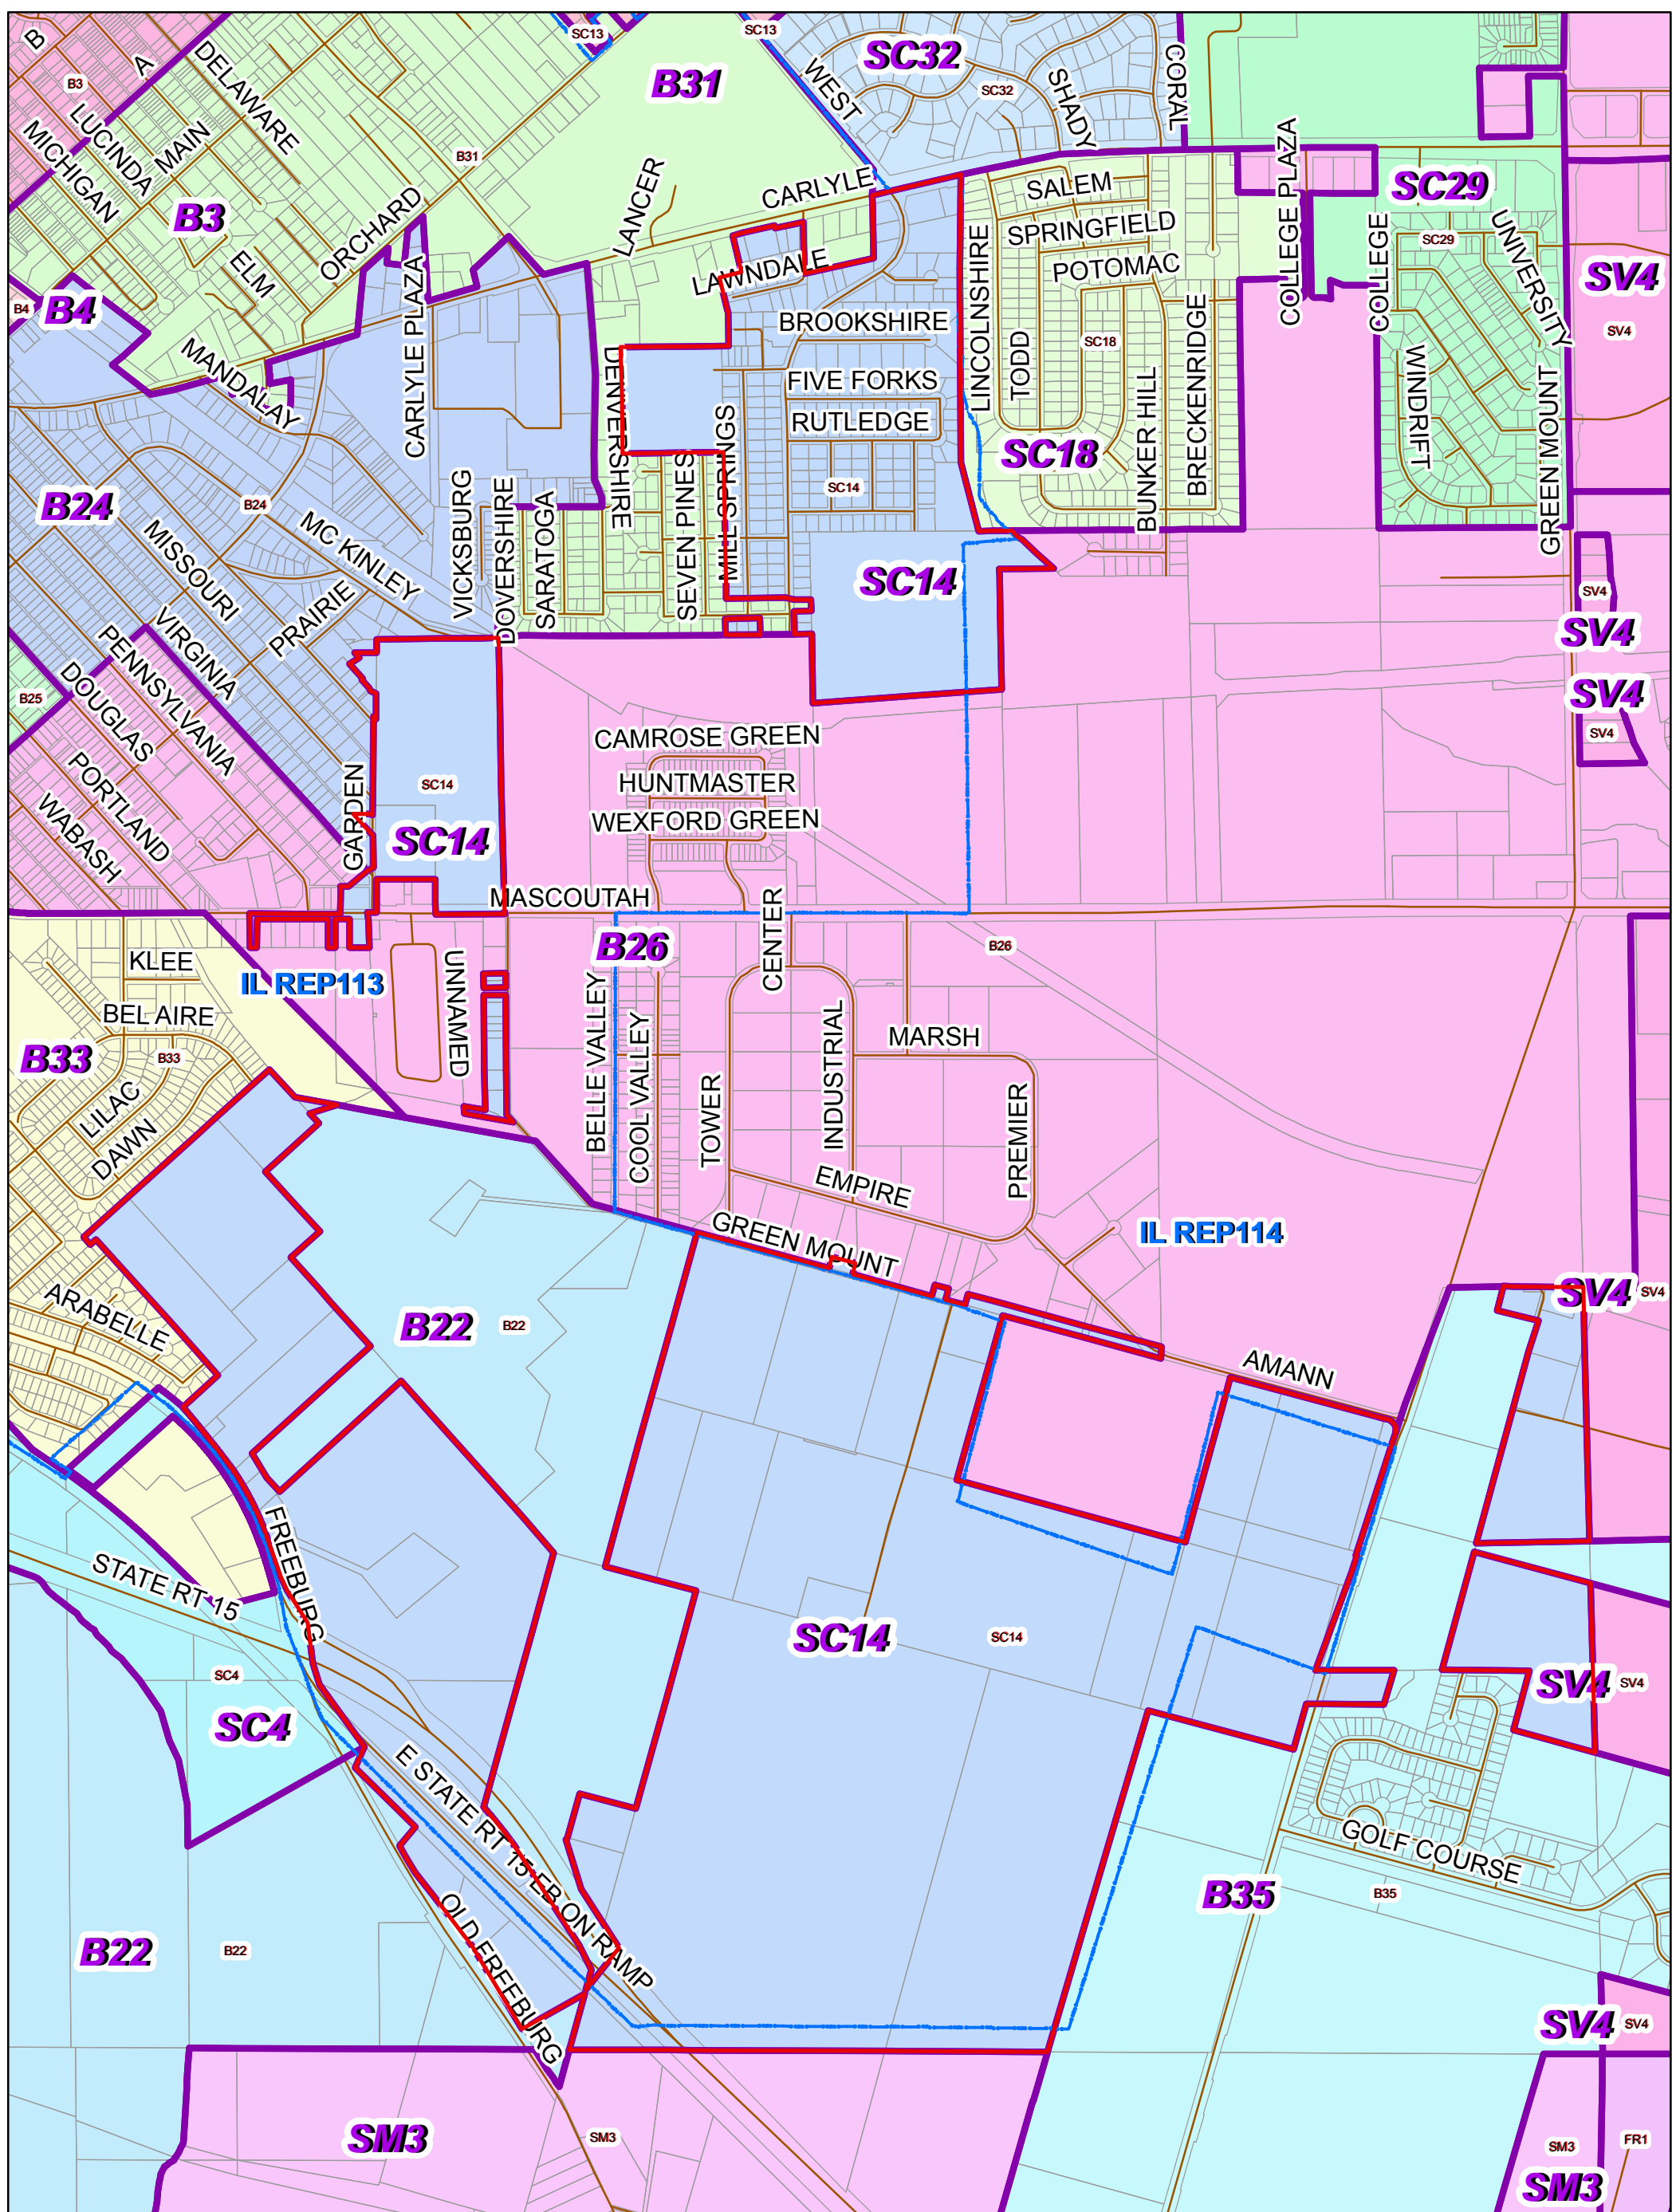 B
A
DELAWARE
SC13
SC13
B31
WEST
SC32
SC32
SHADY
CORAL
B3
LUCINDA
MAIN
MICHIGAN
B31
B3
ORCHARD
ELM
LANCER
CARLYLE
LAWNDALE
SALEM
SPRINGFIELD
POTOMAC
COLLEGE PLAZA
SC29
SC29
COLLEGE
UNIVERSITY
SV4
SV4
B4
B4
MANDALAY
CARLYLE PLAZA
DENVERSHIRE
BROOKSHIRE
FIVE FORKS
RUTLEDGE
LINCOLNSHIRE
TODD
SC18
SC18
BUNKER HILL
BRECKENRIDGE
WINDRIFT
GREEN MOUNT
B24
B24
MISSOURI
MC KINLEY
VICKSBURG
DOVERSHIRE
SARATOGA
SEVEN PINES
MILL SPRINGS
SC14
SC14
SV4
SV4
SV4
SV4
PRAIRIE
VIRGINIA
PENNSYLVANIA
DOUGLAS
B25
PORTLAND
WABASH
GARDEN
SC14
SC14
CAMROSE GREEN
HUNTMASTER
WEXFORD GREEN
MASCOUTAH
KLEE
IL REP113
BEL AIRE
B33
B33
LILAC
DAWN
UNNAMED
B26
B26
BELLE VALLEY
COOL VALLEY
TOWER
CENTER
INDUSTRIAL
MARSH
PREMIER
EMPIRE
GREEN MOUNT
IL REP114
AMANN
SV4
SV4
ARABELLE
B22
B22
FREEBURG
STATE RT 15
SC4
SC4
SC14
SC14
SV4
SV4
E STATE RT 15 EB ON RAMP
OLD FREEBURG
GOLF COURSE
B35
B35
B22
B22
SV4
SV4
SM3
SM3
SM3
SM3
FR1